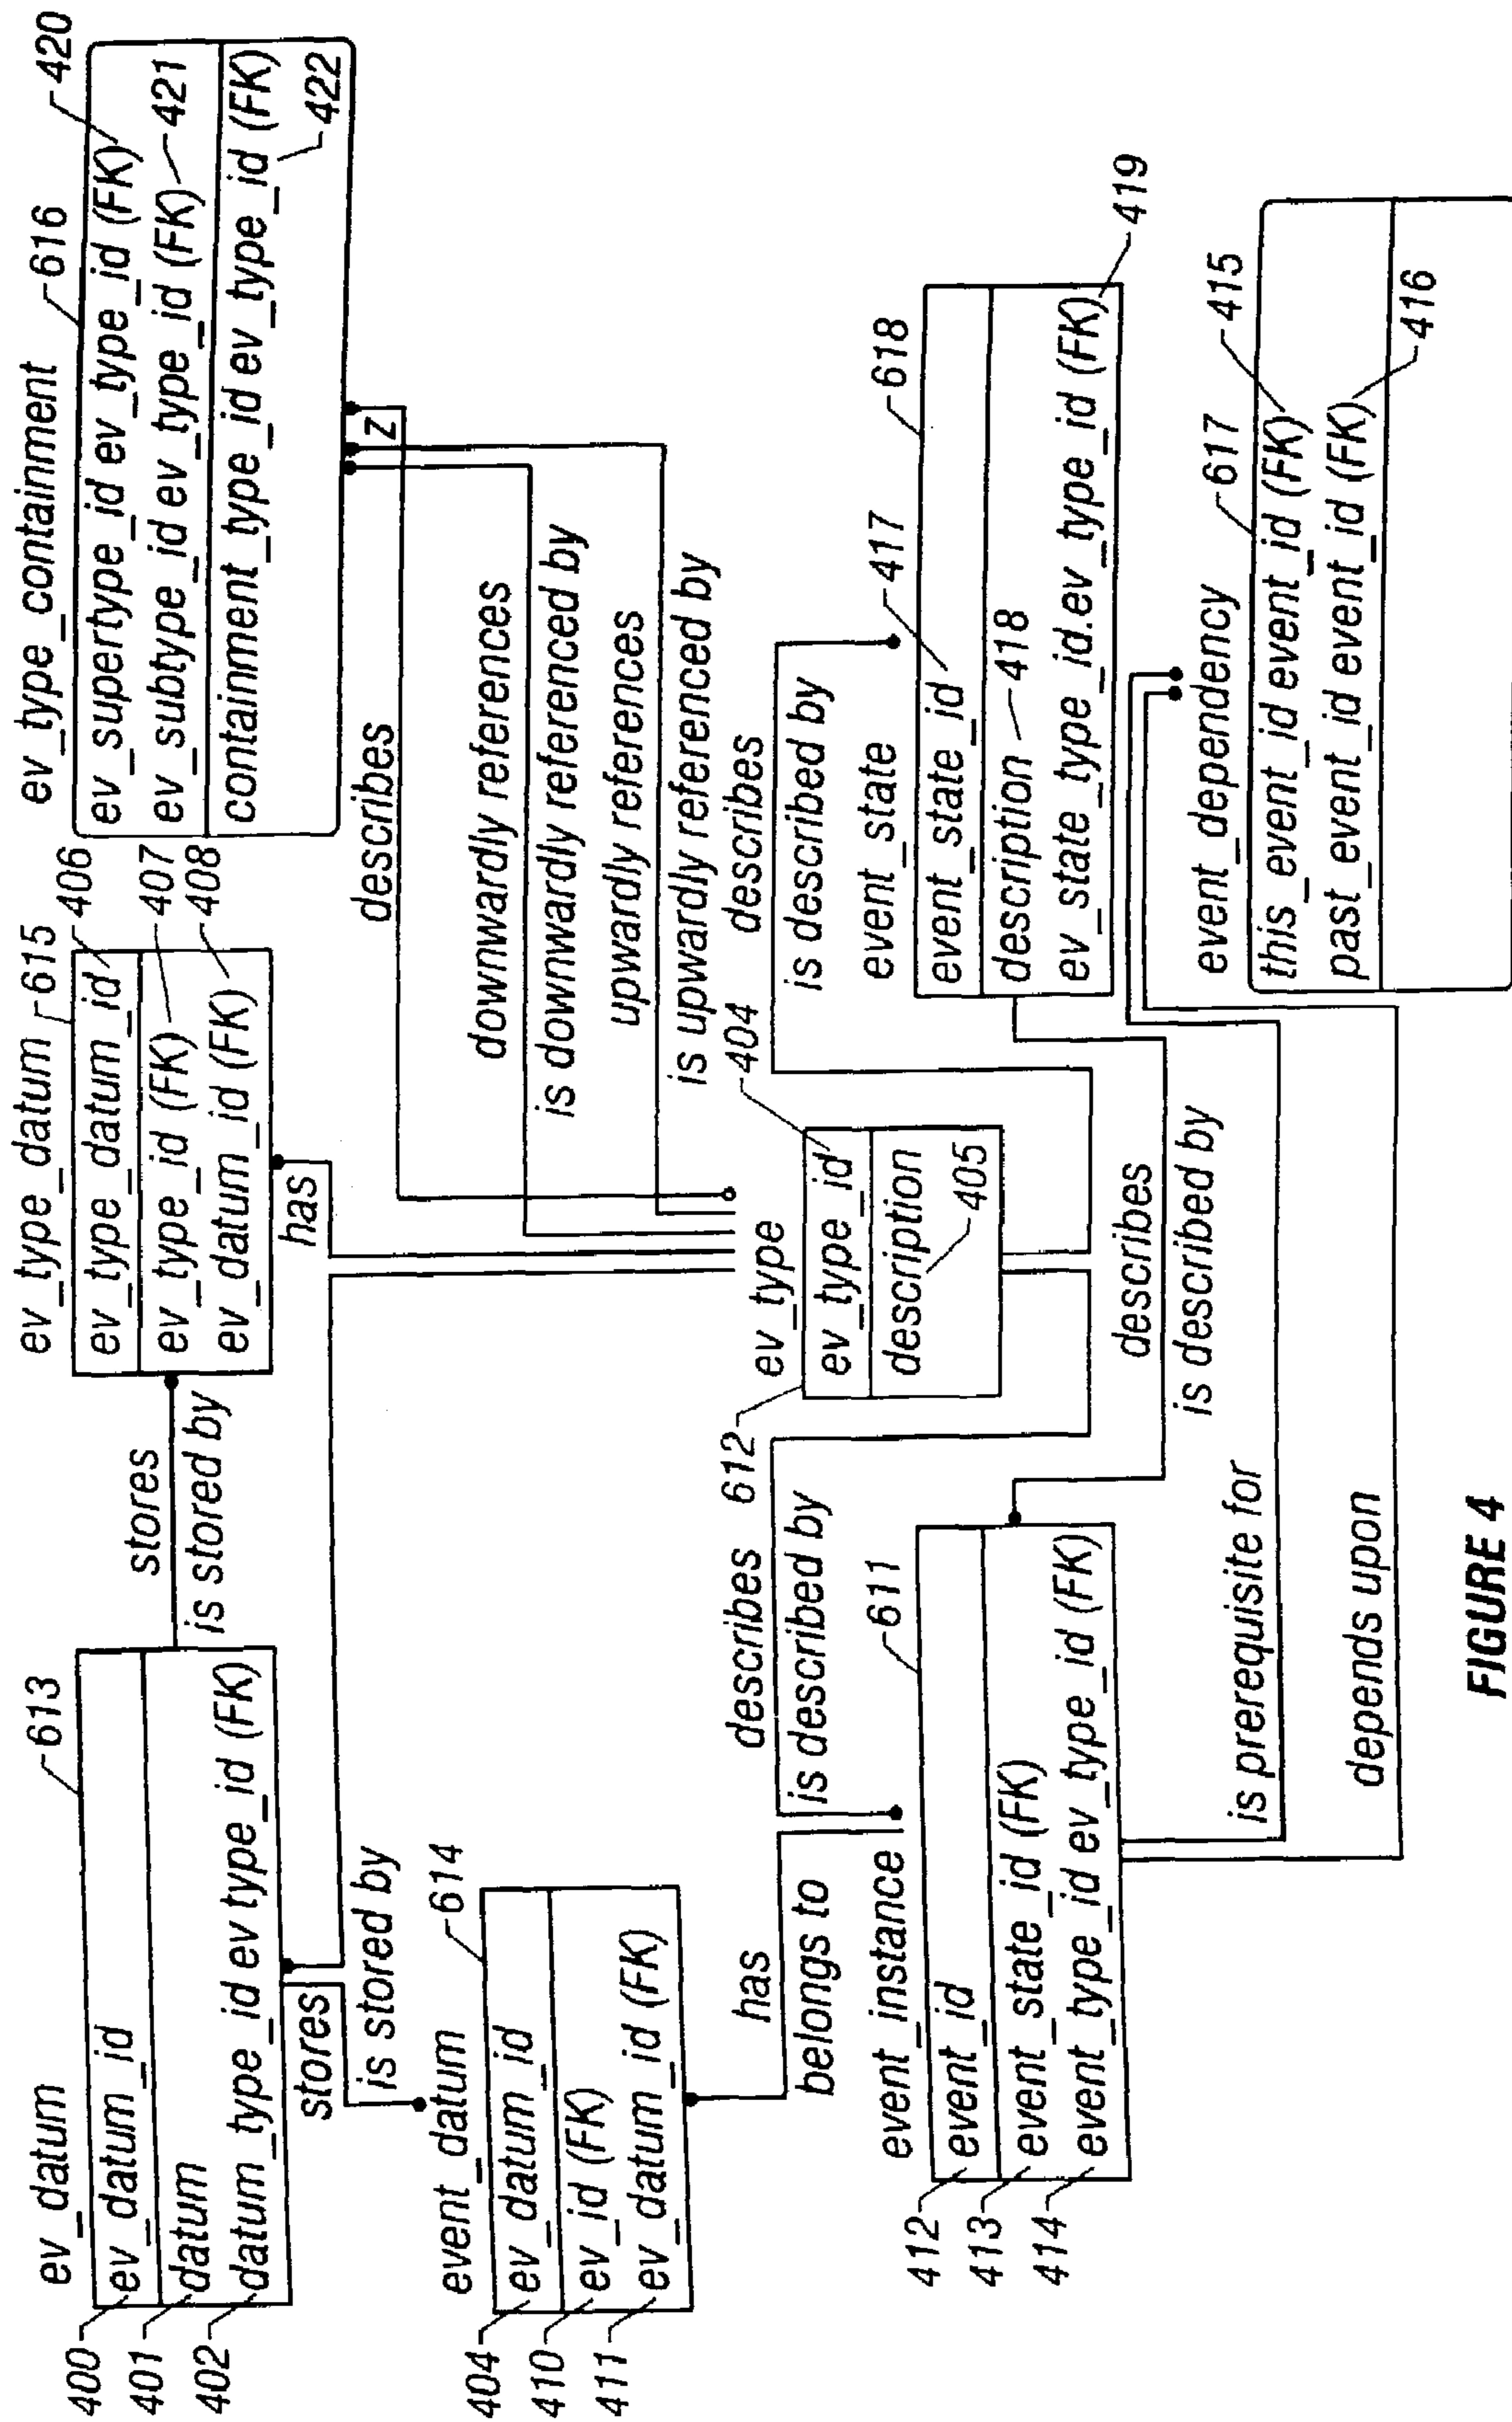 ev_datum
613
400
ev_datum_id
401
datum
402
datum_type_id ev type_id (FK)
stores
is stored by
ev_type_datum
615
ev_type_datum_id
406
ev_type_id (FK)
407
ev_datum_id (FK)
408
has
ev_type_containment
616
ev_supertype_id ev_type_id (FK)
420
ev_subtype_id ev_type_id (FK)
421
containment_type_id ev_type_id (FK)
422
Z
describes
downwardly references
is downwardly referenced by
upwardly references
is upwardly referenced by
stores
is stored by
event_datum
614
404
ev_datum_id
410
ev_id (FK)
411
ev_datum_id (FK)
has
belongs to
describes
is described by
612
ev_type
404
ev_type_id
description
405
describes
is described by
event_state
417
618
event_state_id
description
418
ev_state_type_id.ev_type_id (FK)
419
event_instance
611
412
event_id
413
event_state_id (FK)
414
event_type_id ev_type_id (FK)
describes
is described by
is prerequisite for
depends upon
event_dependency
617
this_event_id event_id (FK)
415
past_event_id event_id (FK)
416
FIGURE 4